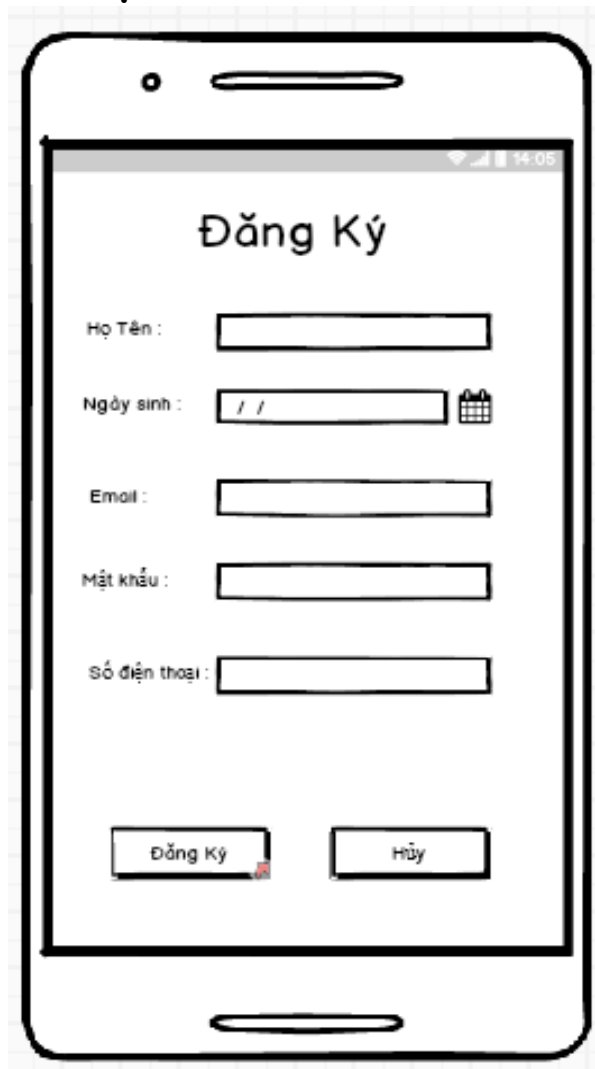 14:05
Đăng Ký
Họ Tên :
Ngày sinh :
/ /
Email :
Mật khẩu :
Số điện thoại :
Đăng Ký
Hủy